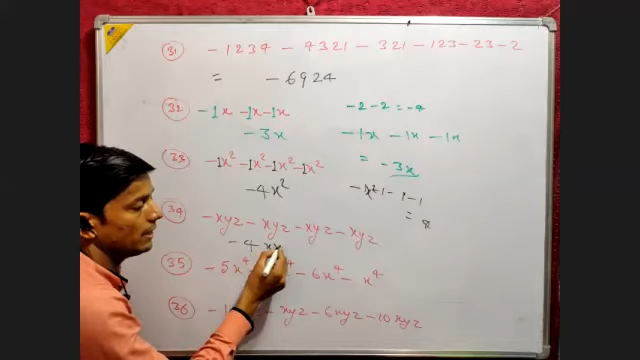 31 - 1234 - 4321 - 321 - 123 - 23 - 2
= - 6924
32 - 1x - 1x - 1x
- 2 - 2 = - 4
- 3x
- 1x - 1x - 1x
= - 3x
33 - 1x² - 1x² - 1x² - 1x²
- 4x²
34 - xyz - xyz - xyz - xyz
- 4 x
35 - 5x⁴ - 6x⁴ - x⁴
36 - xyz - 6xyz - 10xyz